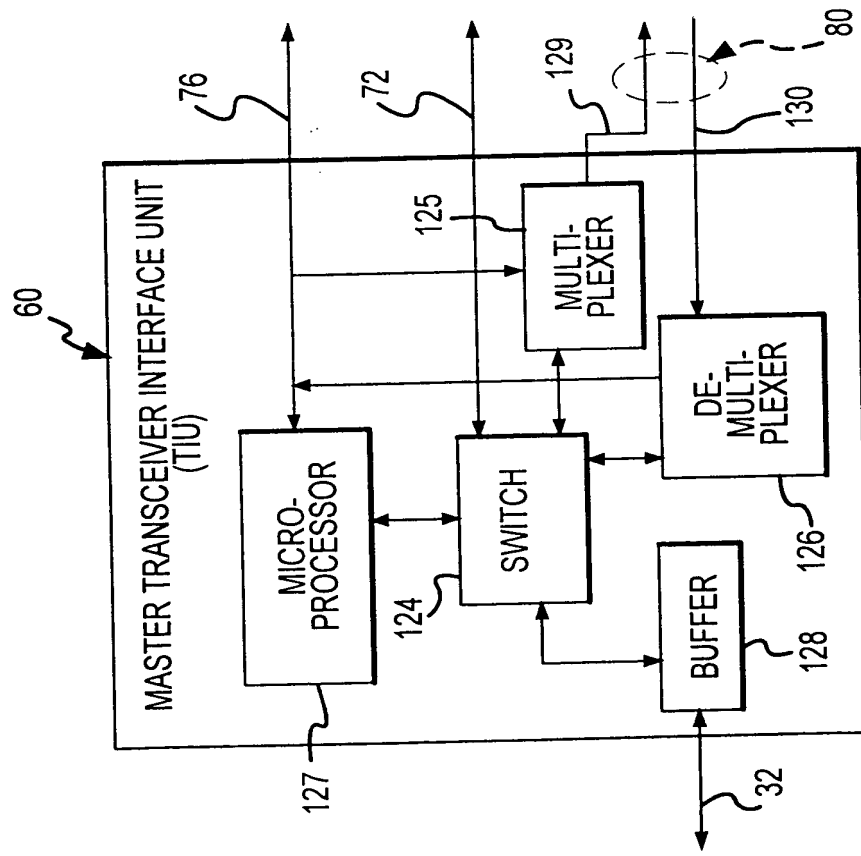 60
MASTER TRANSCEIVER INTERFACE UNIT
(TIU)
76
72
129
80
130
125
MULTI-
PLEXER
MICRO-
PROCESSOR
127
124
SWITCH
DE-
MULTI-
PLEXER
126
BUFFER
128
32